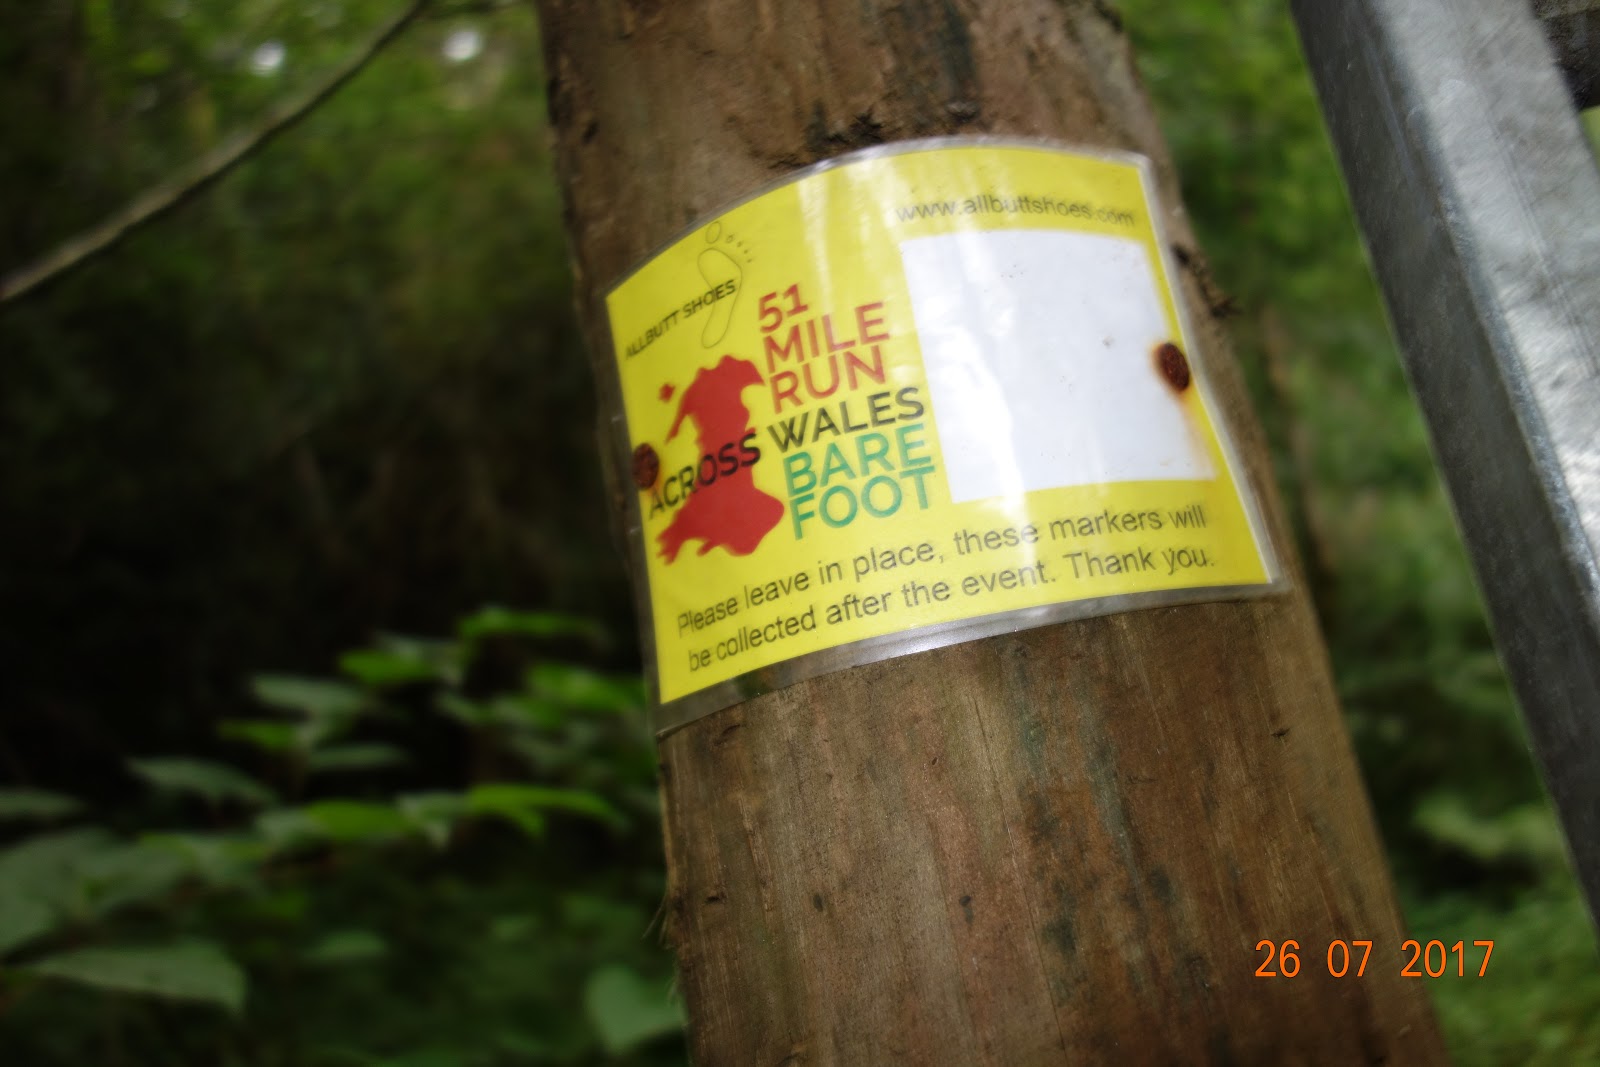 www.allbuttshoes.com
ALLBUTT SHOES
51
MILE
RUN
ACROSS WALES
BARE
FOOT
Please leave in place, these markers will
be collected after the event. Thank you.
26 07 2017